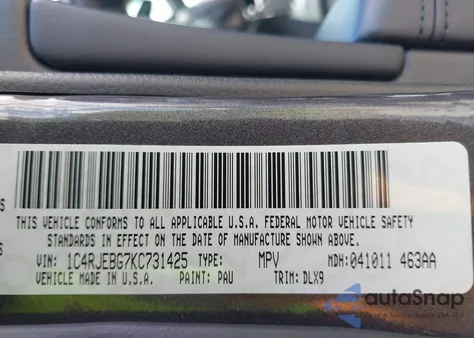 THIS VEHICLE CONFORMS TO ALL APPLICABLE U.S.A. FEDERAL MOTOR VEHICLE SAFETY
STANDARDS IN EFFECT ON THE DATE OF MANUFACTURE SHOWN ABOVE.
VIN: 1C4RJEBG7KC731425 TYPE: MPV MDH: 041011 463AA
VEHICLE MADE IN U.S.A. PAINT: PAU TRIM: DLX9
autoSnap